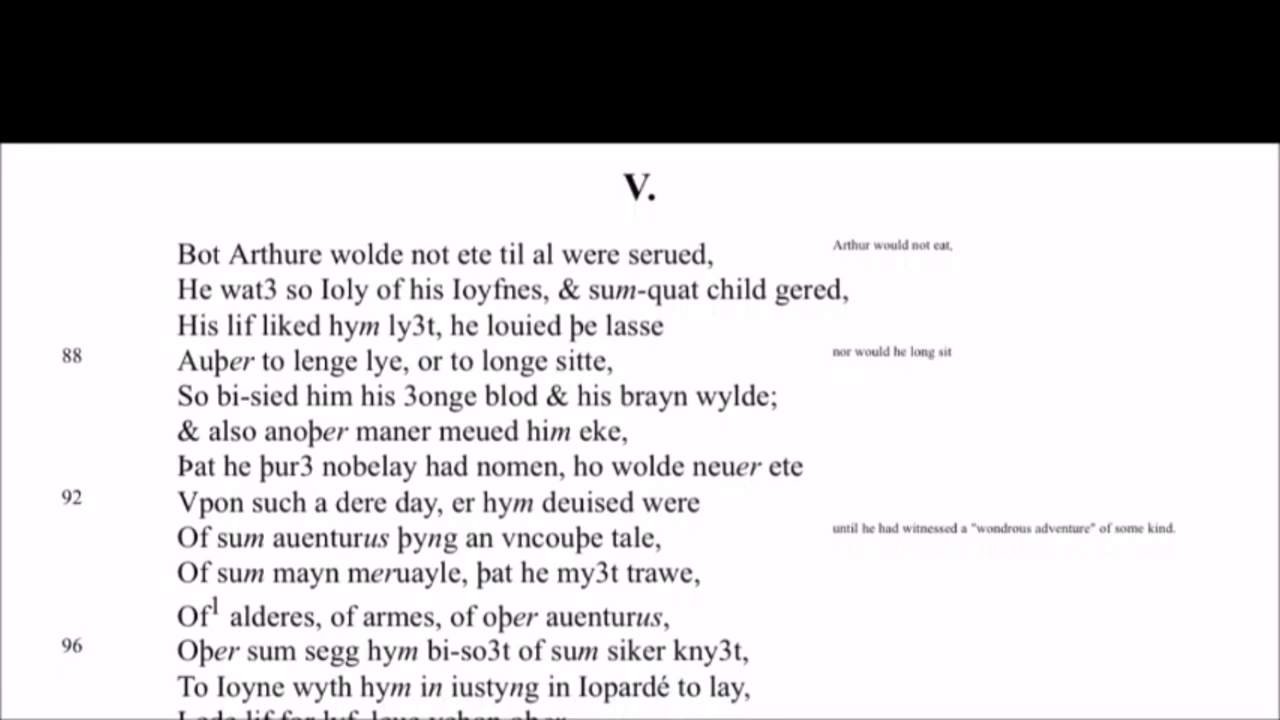 V.
Bot Arthure wolde not ete til al were serued,
Arthur would not eat,
He wat3 so Ioly of his Ioyfnes, & sum-quat child gered,
His lif liked hym ly3t, he louied þe lasse
88
Auþer to lenge lye, or to longe sitte,
nor would he long sit
So bi-sied him his 3onge blod & his brayn wylde;
& also anoþer maner meued him eke,
Þat he þur3 nobelay had nomen, ho wolde neuer ete
92
Vpon such a dere day, er hym deuised were
Of sum auenturus þyng an vncouþe tale,
until he had witnessed a "wondrous adventure" of some kind.
Of sum mayn meruayle, þat he my3t trawe,
Of1 alderes, of armes, of oþer auenturus,
96
Oþer sum segg hym bi-so3t of sum siker kny3t,
To Ioyne wyth hym in iustyng in Iopardé to lay,